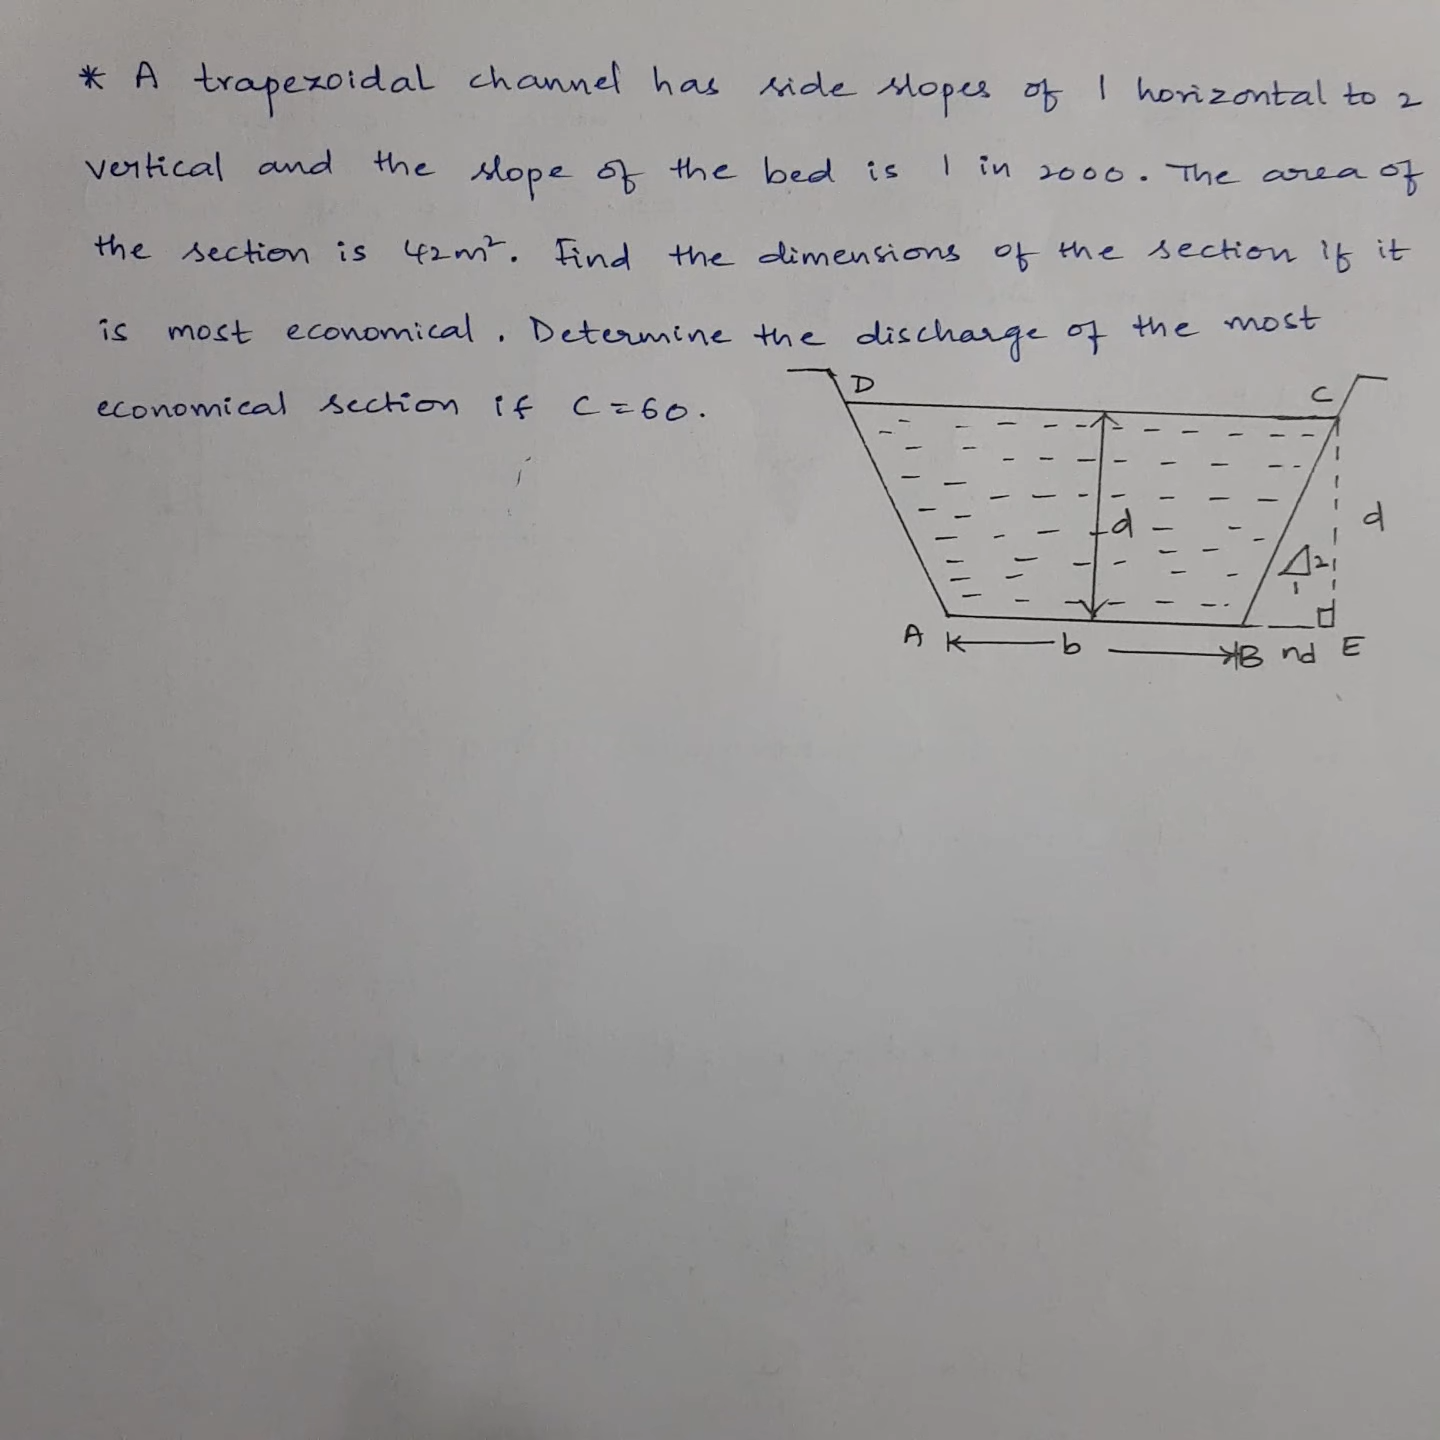 * A trapezoidal channel has side slopes of 1 horizontal to 2
vertical and the slope of the bed is 1 in 2000. The area of
the section is 42m². Find the dimensions of the section if it
is most economical. Determine the discharge of the most
economical section if C=60.
D
C
d
d
2
1
A
b
B
nd
E